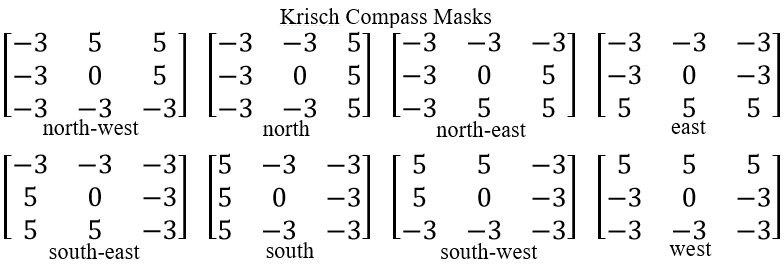 Krisch Compass Masks
−3 5 5 −3 −3 5 −3 −3 −3 −3 −3 −3
−3 0 5 −3 0 5 −3 0 5 −3 0 −3
−3 −3 −3 −3 −3 5 −3 5 5 5 5 5
north-west north north-east east
−3 −3 −3 5 −3 −3 5 5 −3 5 5 5
5 0 −3 5 0 −3 5 0 −3 −3 0 −3
5 5 −3 5 −3 −3 −3 −3 −3 −3 −3 −3
south-east south south-west west